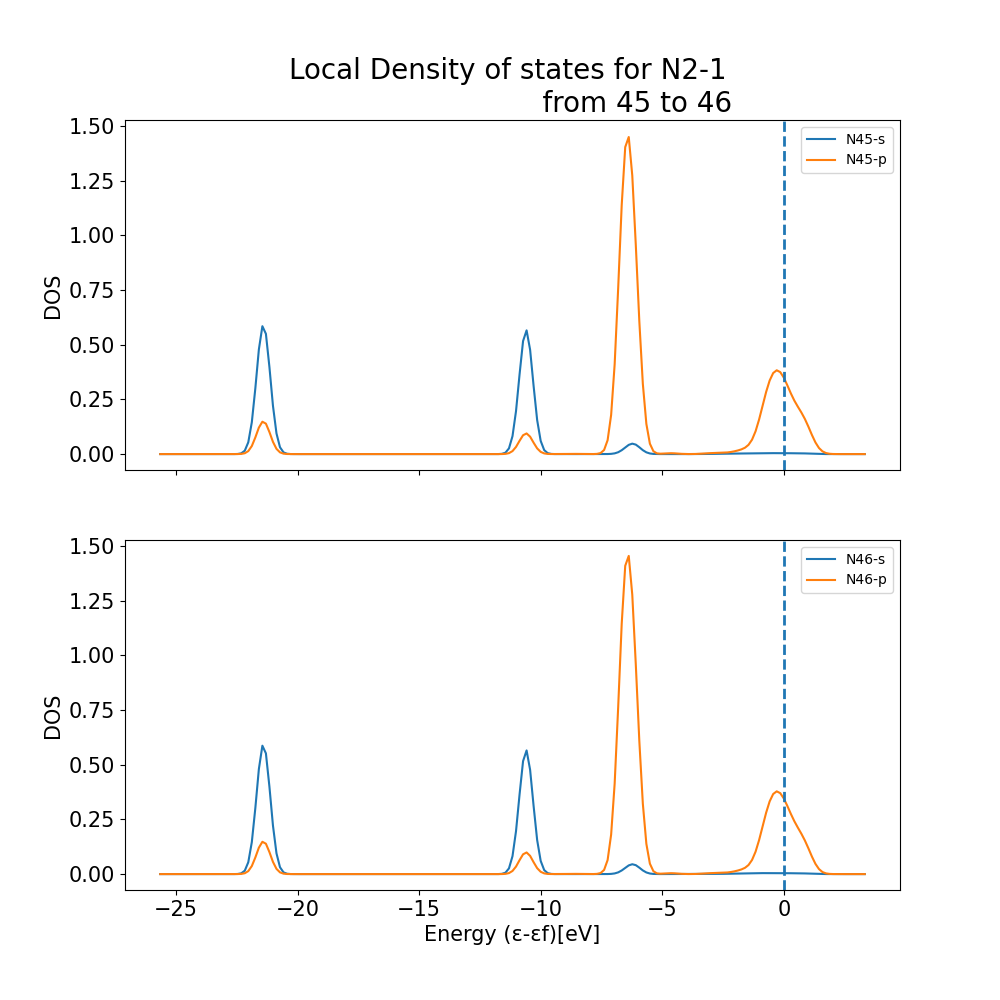 Local Density of states for N2-1
from 45 to 46
1.50
1.25
1.00
0.75
0.50
0.25
0.00
DOS
N45-s
N45-p
1.50
1.25
1.00
0.75
0.50
0.25
0.00
DOS
N46-s
N46-p
−25 −20 −15 −10 −5 0
Energy (ε-εf)[eV]